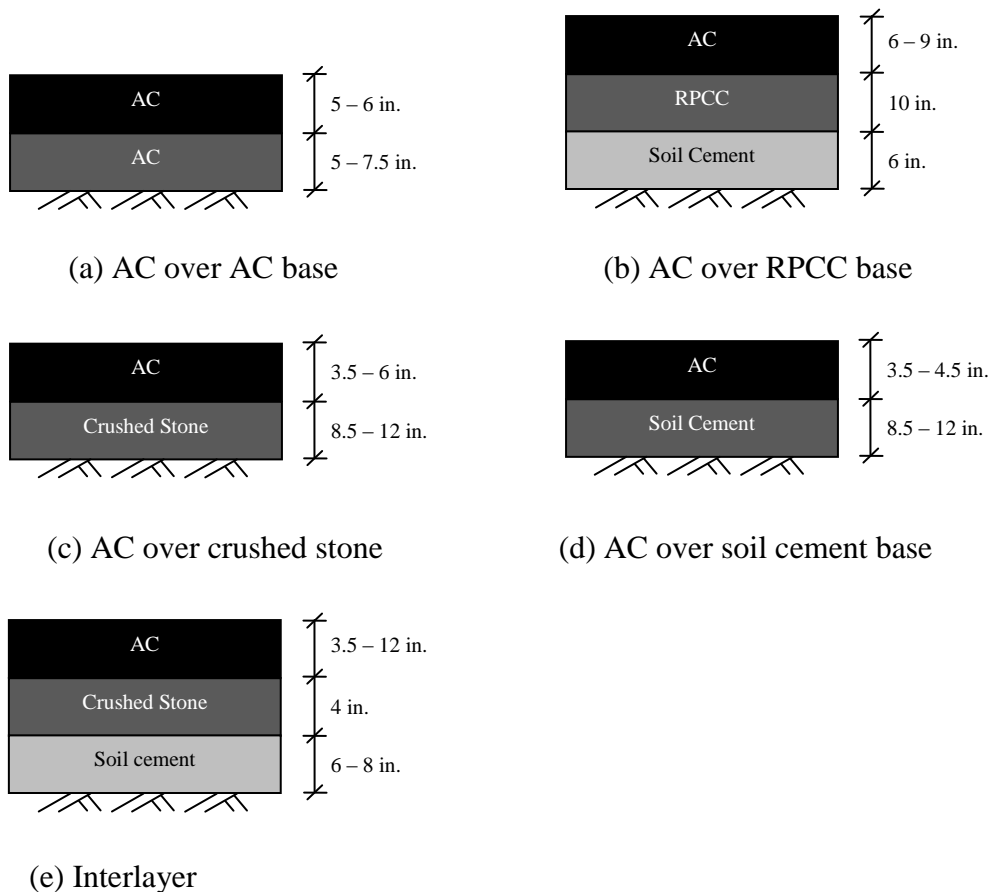 AC
5 – 6 in.
AC
5 – 7.5 in.
(a) AC over AC base
AC
6 – 9 in.
RPCC
10 in.
Soil Cement
6 in.
(b) AC over RPCC base
AC
3.5 – 6 in.
Crushed Stone
8.5 – 12 in.
(c) AC over crushed stone
AC
3.5 – 4.5 in.
Soil Cement
8.5 – 12 in.
(d) AC over soil cement base
AC
3.5 – 12 in.
Crushed Stone
4 in.
Soil cement
6 – 8 in.
(e) Interlayer